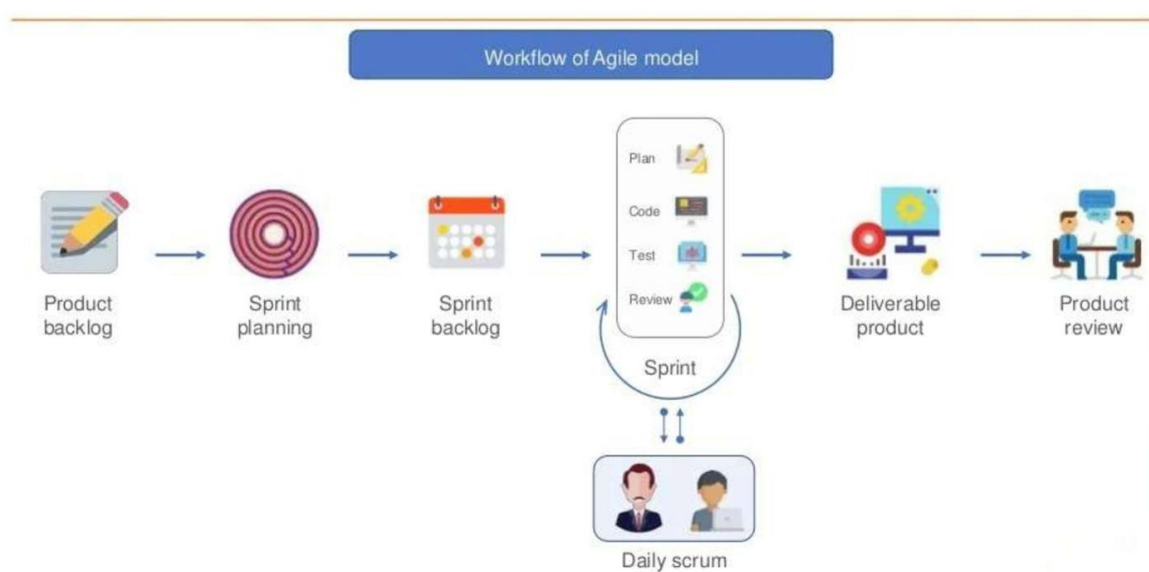 Workflow of Agile model
Product
backlog
Sprint
planning
Sprint
backlog
Plan
Code
Test
Review
Sprint
Daily scrum
Deliverable
product
Product
review